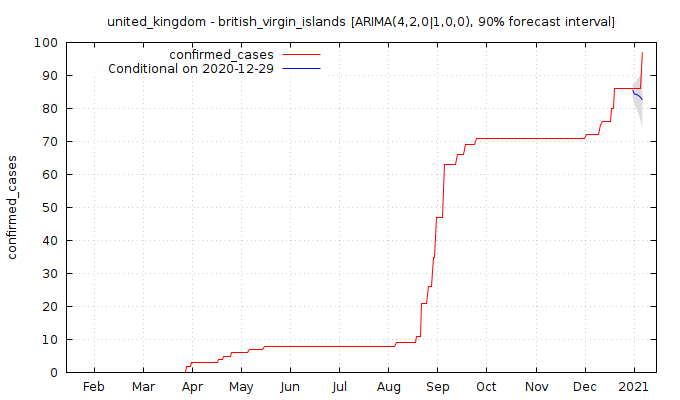 united_kingdom - british_virgin_islands [ARIMA(4,2,0|1,0,0), 90% forecast interval]
confirmed_cases
Conditional on 2020-12-29
100
90
80
70
60
50
40
30
20
10
0
confirmed_cases
Feb Mar Apr May Jun Jul Aug Sep Oct Nov Dec 2021